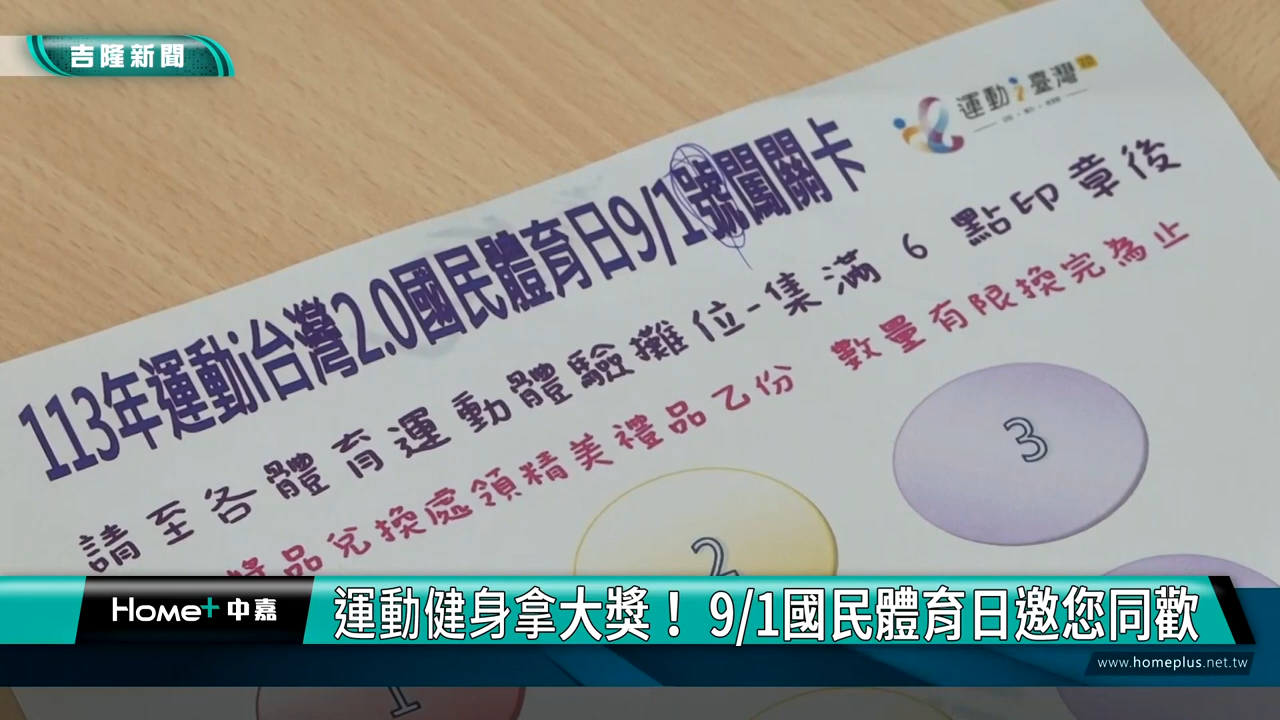 吉隆新聞
運動i臺灣
113年運動i台灣2.0國民體育日9/1號闖關卡
請至各體育運動體驗攤位-集滿 6 點印章後
獎品兌換處領精美禮品乙份 數量有限換完為止
3
2
Home+中嘉
運動健身拿大獎！ 9/1國民體育日邀您同歡
www.homeplus.net.tw
1